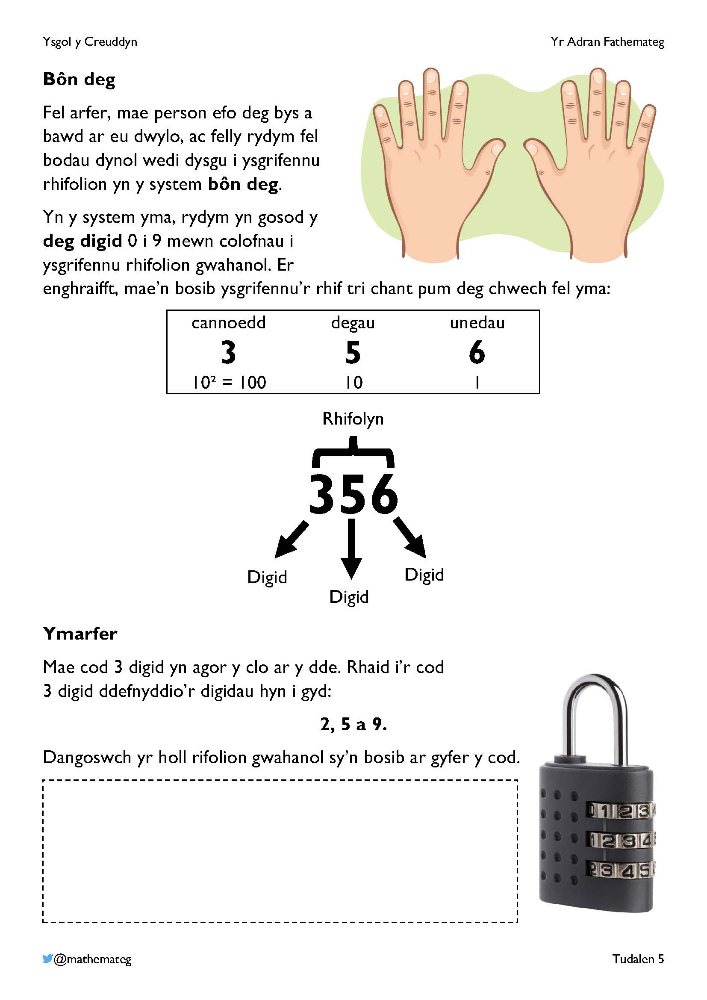 Ysgol y Creuddyn
Yr Adran Fathemateg
Bôn deg
Fel arfer, mae person efo deg bys a
bawd ar eu dwylo, ac felly rydym fel
bodau dynol wedi dysgu i ysgrifennu
rhifolion yn y system bôn deg.
Yn y system yma, rydym yn gosod y
deg digid 0 i 9 mewn colofnau i
ysgrifennu rhifolion gwahanol. Er
enghraifft, mae’n bosib ysgrifennu’r rhif tri chant pum deg chwech fel yma:
cannoedd degau unedau
3 5 6
10² = 100 10 1
Rhifolyn
356
Digid
Digid
Digid
Ymarfer
Mae cod 3 digid yn agor y clo ar y dde. Rhaid i’r cod
3 digid ddefnyddio’r digidau hyn i gyd:
2, 5 a 9.
Dangoswch yr holl rifolion gwahanol sy’n bosib ar gyfer y cod.
1 2 3
1 2 3 4
2 3 4 5
@mathemateg
Tudalen 5